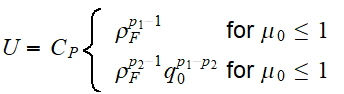 U = C_P { ρ_F^{p_1−1} for μ_0 ≤ 1
ρ_F^{p_2−1} q_0^{p_1−p_2} for μ_0 ≤ 1